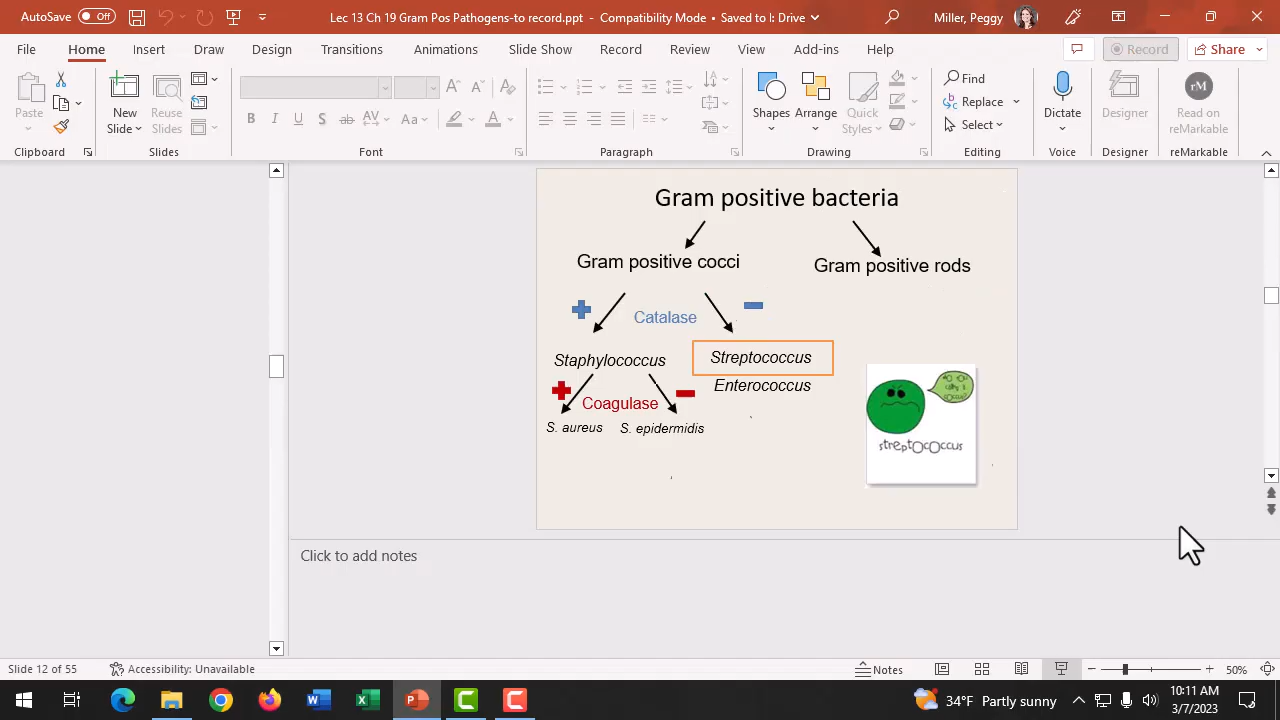 AutoSave Off Lec 13 Ch 19 Gram Pos Pathogens-to record.ppt - Compatibility Mode • Saved to I: Drive Miller, Peggy
File Home Insert Draw Design Transitions Animations Slide Show Record Review View Add-ins Help Record Share
Paste New Slide Reuse Slides B I U S ab AV Aa A A A Shapes Arrange Quick Styles Find Replace Select Dictate Designer rM Read on reMarkable
Clipboard Slides Font Paragraph Drawing Editing Voice Designer reMarkable
Gram positive bacteria
Gram positive cocci
Gram positive rods
Catalase
Staphylococcus
Streptococcus
Enterococcus
Coagulase
S. aureus S. epidermidis
streptococcus
Click to add notes
Slide 12 of 55 Accessibility: Unavailable Notes 50%
34°F Partly sunny 10:11 AM
3/7/2023